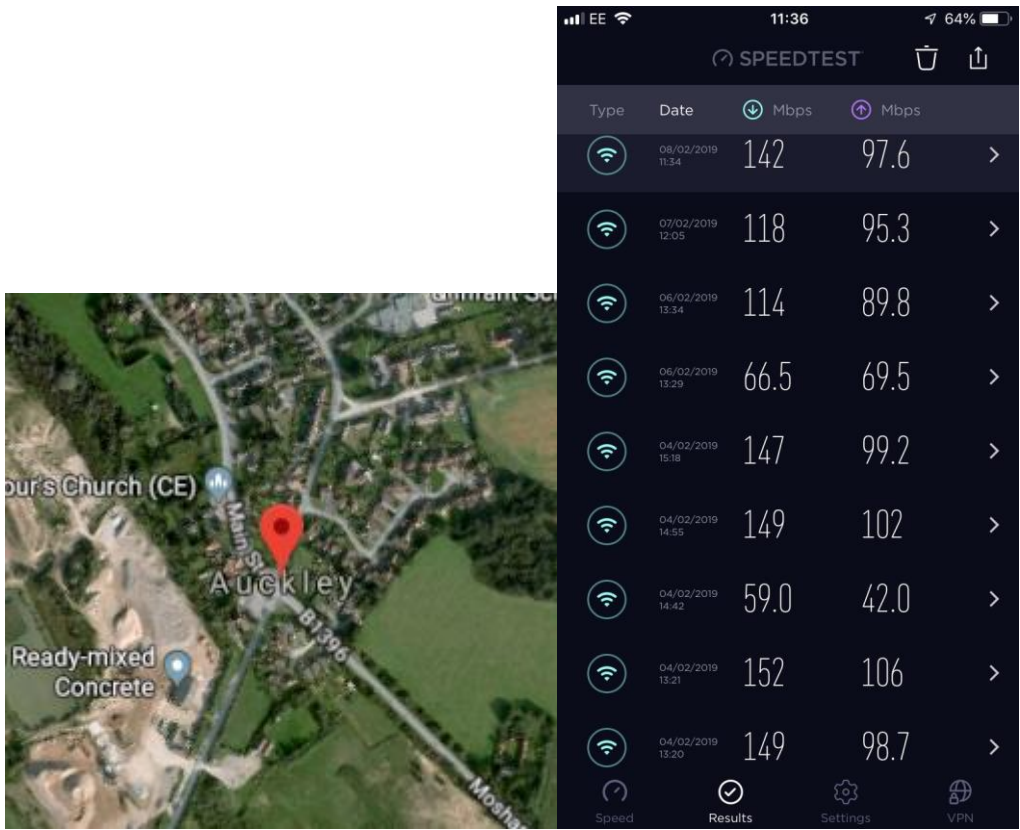 our's Church (CE)
Main S
Auckley
B1396
Ready-mixed
Concrete
Mosha
EE
11:36
64%
SPEEDTEST
Type Date Mbps Mbps
08/02/2019
11:34
142 97.6
07/02/2019
12:05
118 95.3
06/02/2019
13:34
114 89.8
06/02/2019
13:29
66.5 69.5
04/02/2019
15:18
147 99.2
04/02/2019
14:55
149 102
04/02/2019
14:42
59.0 42.0
04/02/2019
13:21
152 106
04/02/2019
13:20
149 98.7
Speed Results Settings VPN